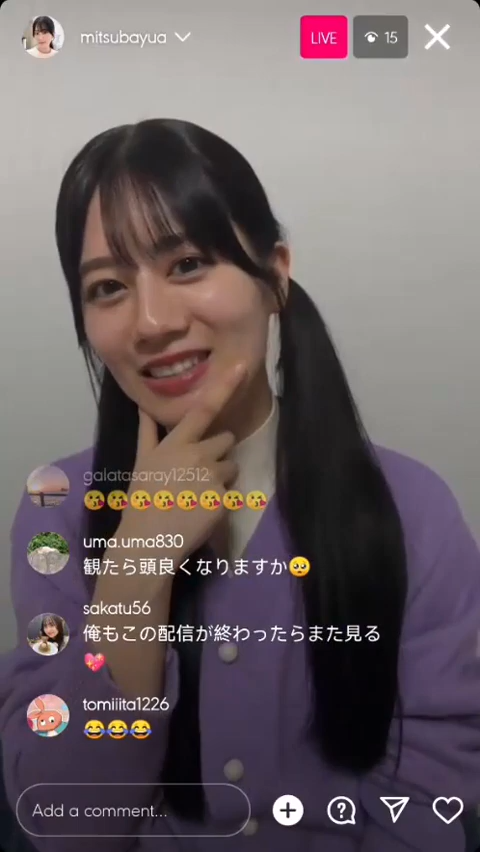 mitsubayua
LIVE
15
galatasaray12512
😘😘😘😘😘😘😘😘
uma.uma830
観たら頭良くなりますか🥺
sakatu56
俺もこの配信が終わったらまた見る
💖
tomiiita1226
😂😂😂
Add a comment...